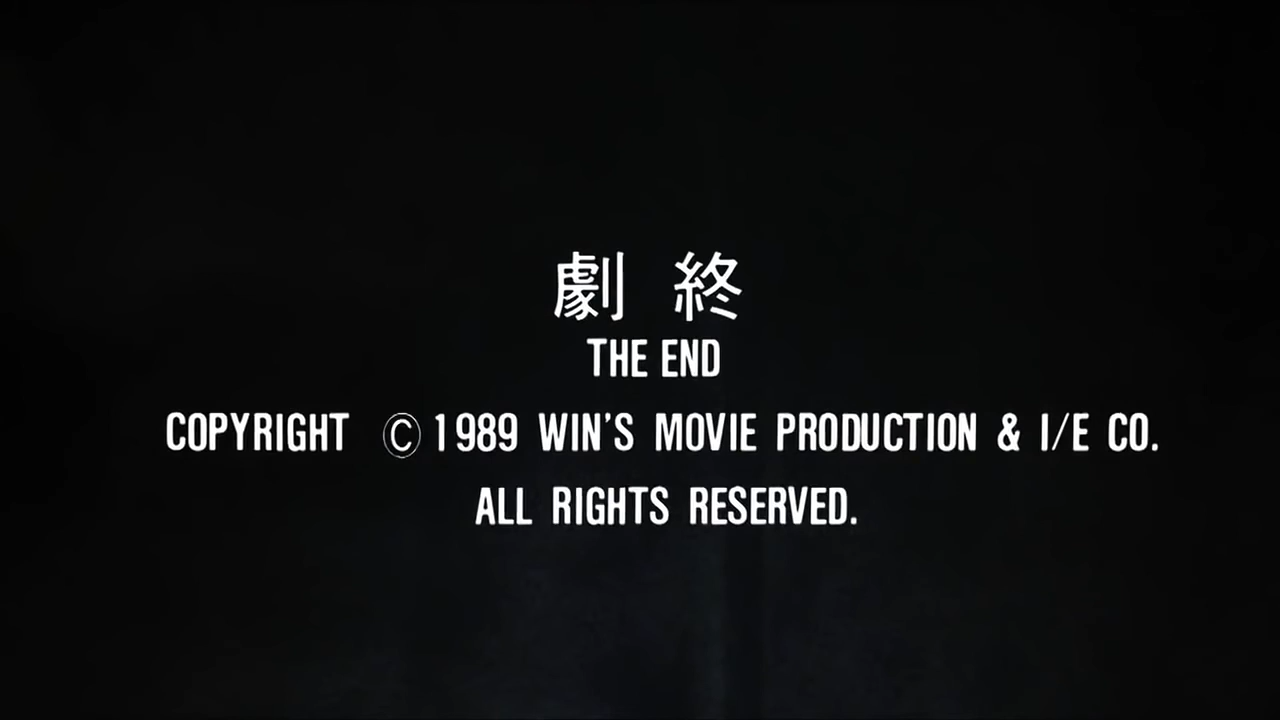 劇 終
THE END
COPYRIGHT © 1989 WIN'S MOVIE PRODUCTION & I/E CO.
ALL RIGHTS RESERVED.